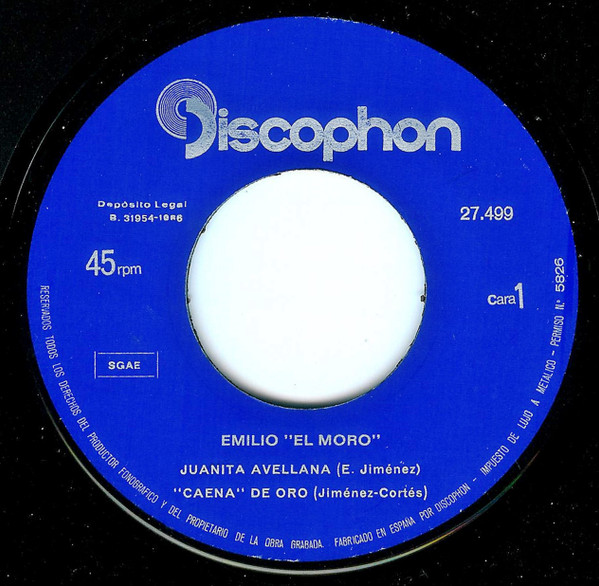 Discophon
Depósito Legal
B. 31954-1966
27.499
45 rpm
Cara 1
SGAE
EMILIO "EL MORO"
JUANITA AVELLANA (E. Jiménez)
"CAENA" DE ORO (Jiménez-Cortés)
RESERVADOS TODOS LOS DERECHOS DEL PRODUCTOR FONOGRAFICO Y DEL PROPIETARIO DE LA OBRA GRABADA. FABRICADO EN ESPAÑA POR DISCOPHON - IMPUESTO DE LUJO A METALICO - PERMISO N.º 5826